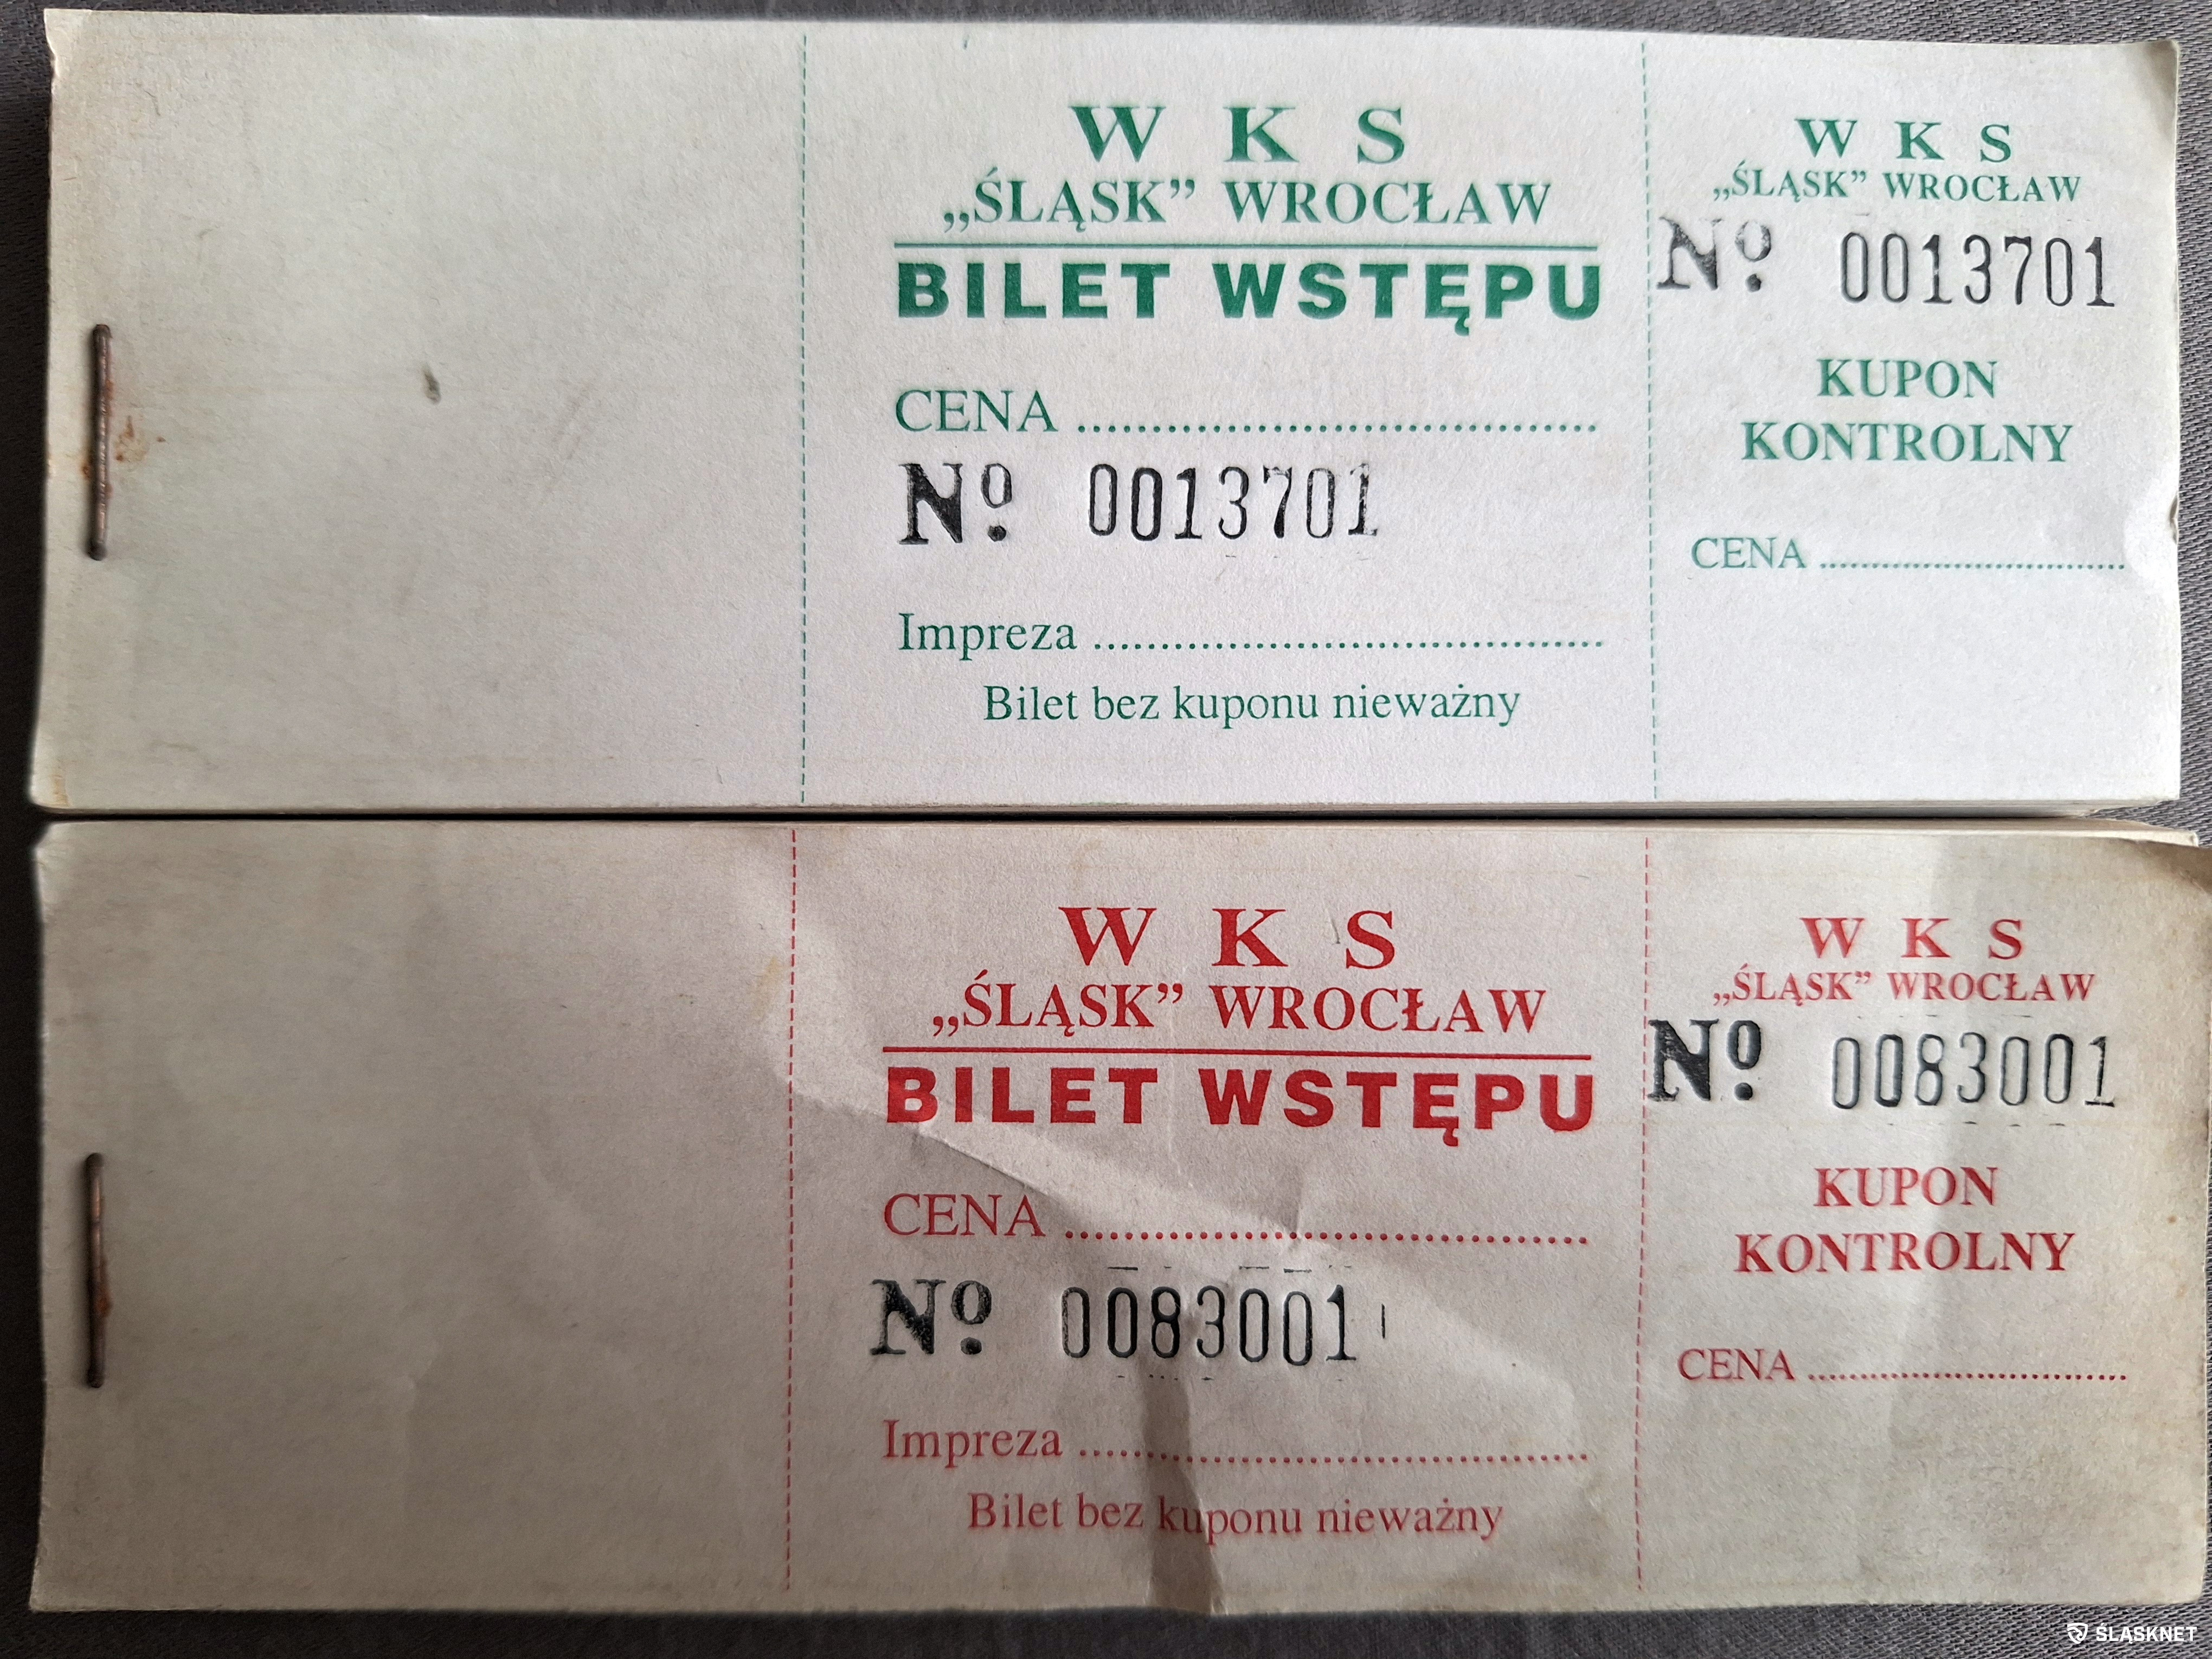 W K S
„ŚLĄSK” WROCŁAW
BILET WSTĘPU
CENA ......................................
Nº 0013701
Impreza ......................................
Bilet bez kuponu nieważny
W K S
„ŚLĄSK” WROCŁAW
Nº 0013701
KUPON
KONTROLNY
CENA ..............................
W K S
„ŚLĄSK” WROCŁAW
BILET WSTĘPU
CENA ......................................
Nº 0083001
Impreza ......................................
Bilet bez kuponu nieważny
W K S
„ŚLĄSK” WROCŁAW
Nº 0083001
KUPON
KONTROLNY
CENA ..............................
ŚLĄSKNET